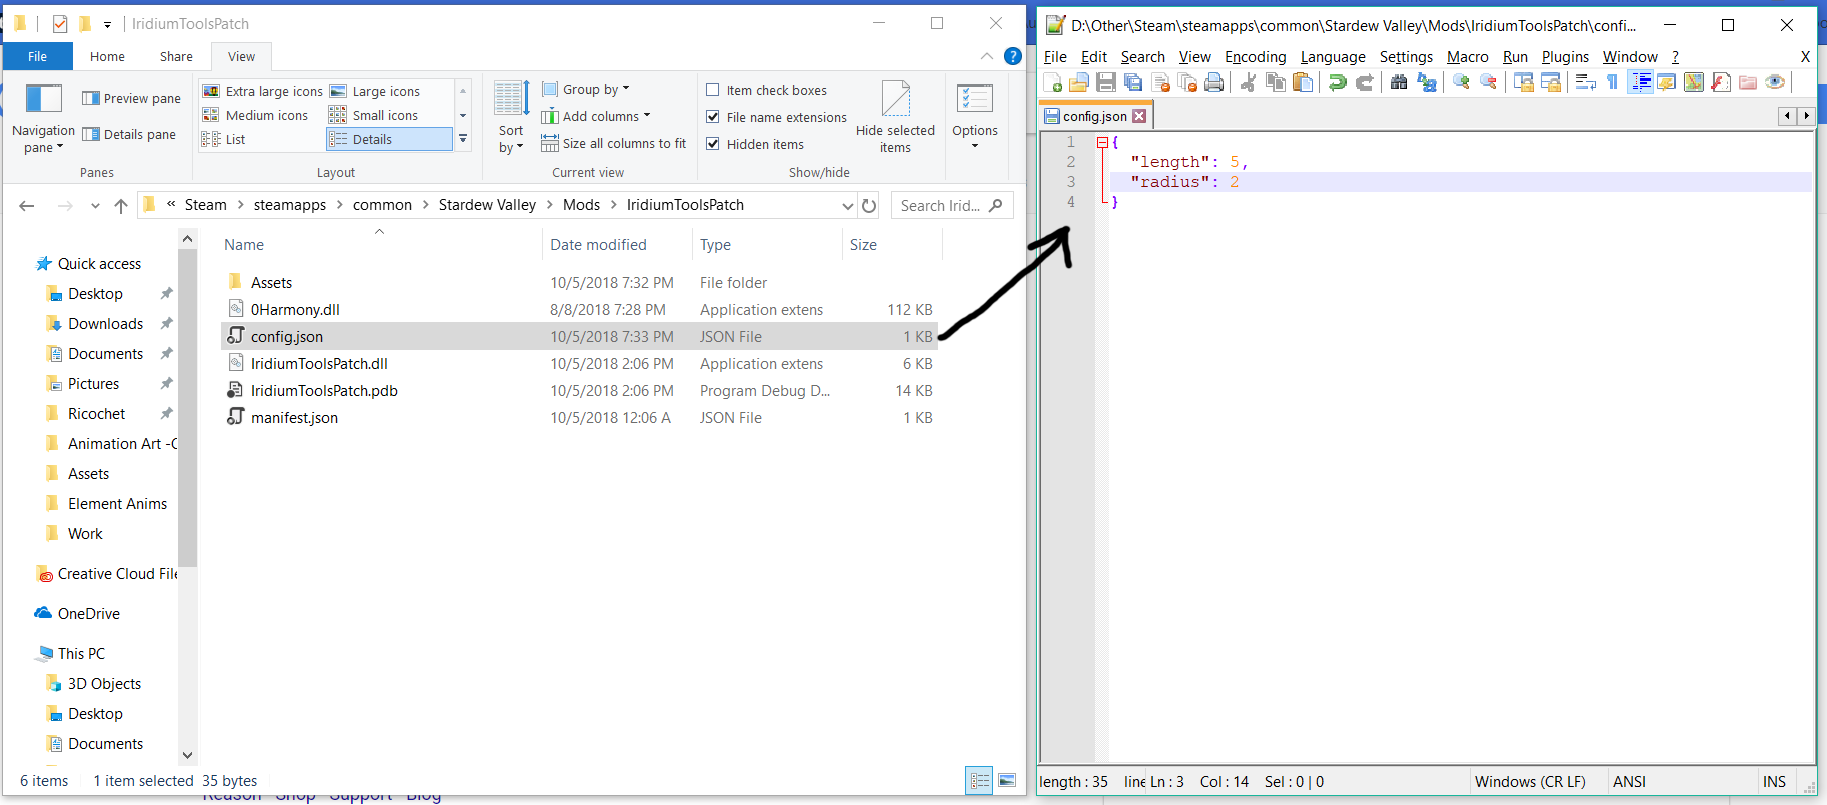 IridiumToolsPatch
File Home Share View
Navigation pane
Preview pane
Details pane
Panes
Extra large icons Large icons
Medium icons Small icons
List Details
Layout
Sort by
Group by
Add columns
Size all columns to fit
Current view
Item check boxes
File name extensions
Hidden items
Hide selected items
Show/hide
Options
« Steam > steamapps > common > Stardew Valley > Mods > IridiumToolsPatch
Search Irid...
Name Date modified Type Size
Assets 10/5/2018 7:32 PM File folder
0Harmony.dll 8/8/2018 7:28 PM Application extens 112 KB
config.json 10/5/2018 7:33 PM JSON File 1 KB
IridiumToolsPatch.dll 10/5/2018 2:06 PM Application extens 6 KB
IridiumToolsPatch.pdb 10/5/2018 2:06 PM Program Debug D... 14 KB
manifest.json 10/5/2018 12:06 A JSON File 1 KB
Quick access
Desktop
Downloads
Documents
Pictures
Ricochet
Animation Art -C
Assets
Element Anims
Work
Creative Cloud File
OneDrive
This PC
3D Objects
Desktop
Documents
6 items 1 item selected 35 bytes
Reason Shop Support Blog
D:\Other\Steam\steamapps\common\Stardew Valley\Mods\IridiumToolsPatch\confi...
File Edit Search View Encoding Language Settings Macro Run Plugins Window ? X
config.json
1 {
2 "length": 5,
3 "radius": 2
4 }
length : 35 line Ln : 3 Col : 14 Sel : 0 | 0 Windows (CR LF) ANSI INS